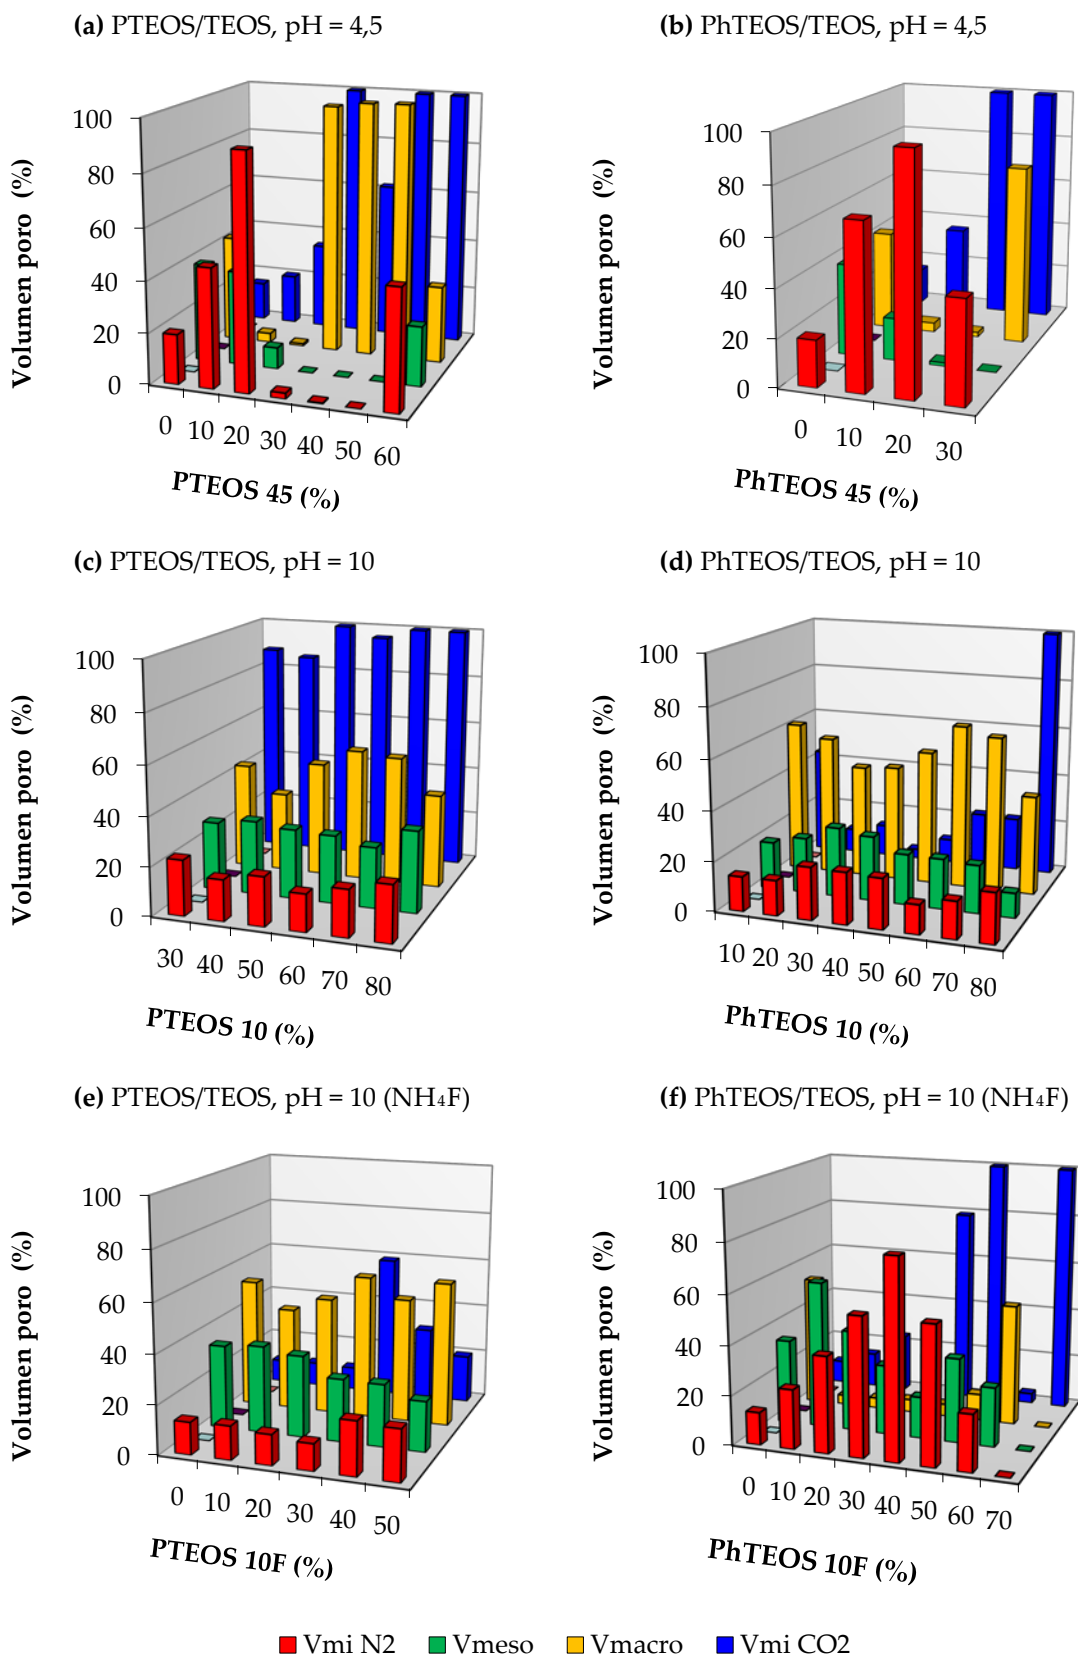 (a) PTEOS/TEOS, pH = 4,5
Volumen poro (%)
100
80
60
40
20
0
0 10 20 30 40 50 60
PTEOS 45 (%)
(b) PhTEOS/TEOS, pH = 4,5
Volumen poro (%)
100
80
60
40
20
0
0 10 20 30
PhTEOS 45 (%)
(c) PTEOS/TEOS, pH = 10
Volumen poro (%)
100
80
60
40
20
0
30 40 50 60 70 80
PTEOS 10 (%)
(d) PhTEOS/TEOS, pH = 10
Volumen poro (%)
100
80
60
40
20
0
10 20 30 40 50 60 70 80
PhTEOS 10 (%)
(e) PTEOS/TEOS, pH = 10 (NH₄F)
Volumen poro (%)
100
80
60
40
20
0
0 10 20 30 40 50
PTEOS 10F (%)
(f) PhTEOS/TEOS, pH = 10 (NH₄F)
Volumen poro (%)
100
80
60
40
20
0
0 10 20 30 40 50 60 70
PhTEOS 10F (%)
Vmi N2 Vmeso Vmacro Vmi CO2